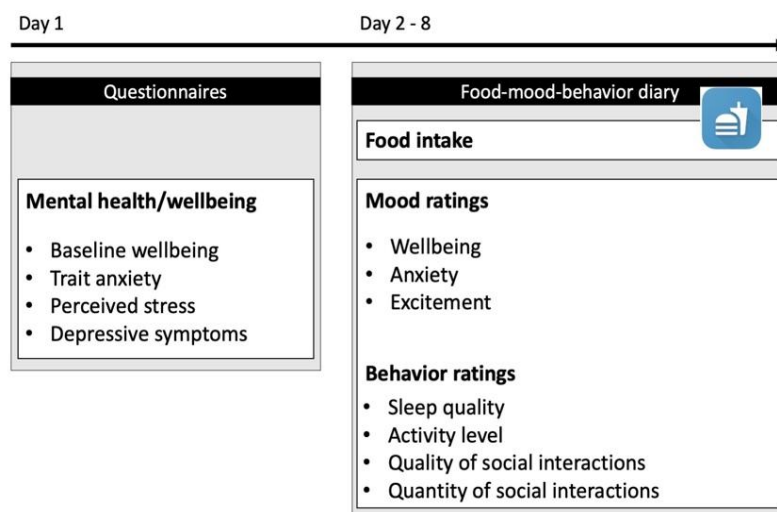 Day 1
Day 2 - 8
Questionnaires
Mental health/wellbeing
• Baseline wellbeing
• Trait anxiety
• Perceived stress
• Depressive symptoms
Food-mood-behavior diary
Food intake
Mood ratings
• Wellbeing
• Anxiety
• Excitement
Behavior ratings
• Sleep quality
• Activity level
• Quality of social interactions
• Quantity of social interactions